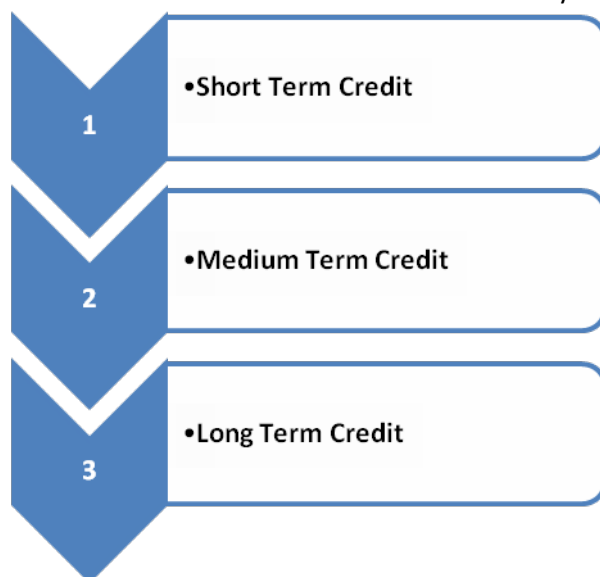 1
•Short Term Credit
2
•Medium Term Credit
3
•Long Term Credit